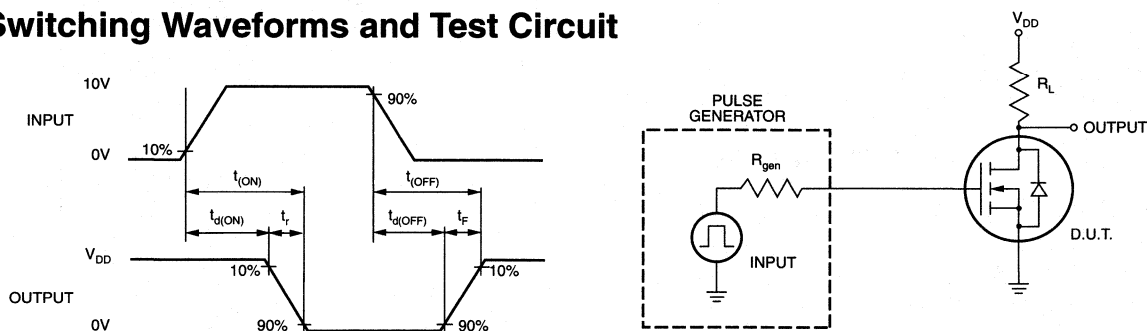 Switching Waveforms and Test Circuit
10V
INPUT
0V
10%
90%
t(ON)
t(OFF)
td(ON)
tr
td(OFF)
tF
VDD
10%
10%
OUTPUT
0V
90%
90%
PULSE
GENERATOR
Rgen
INPUT
VDD
RL
OUTPUT
D.U.T.